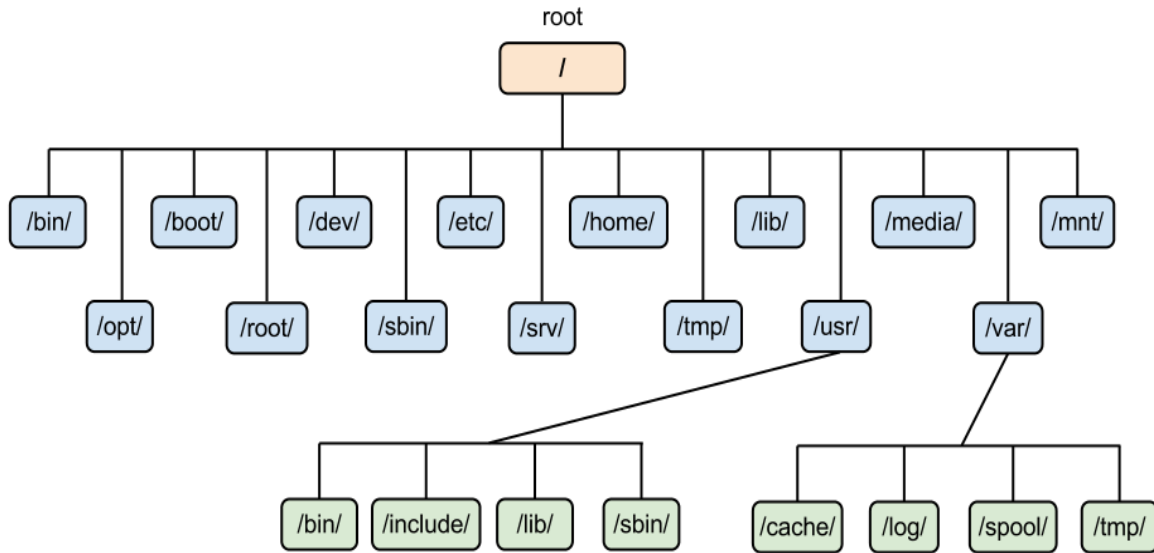 root
/
/bin/ /boot/ /dev/ /etc/ /home/ /lib/ /media/ /mnt/
/opt/ /root/ /sbin/ /srv/ /tmp/ /usr/ /var/
/bin/ /include/ /lib/ /sbin/ /cache/ /log/ /spool/ /tmp/